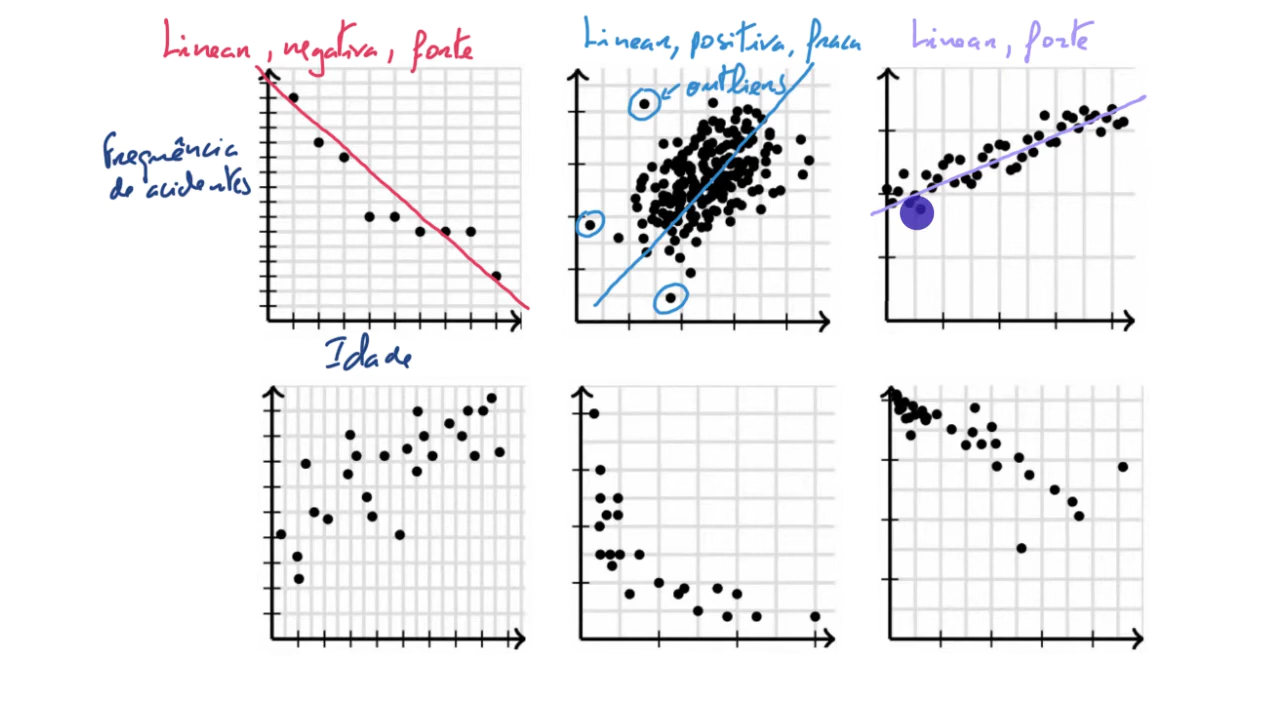 Linear, negativa, forte
Linear, positiva, fraca
Linear, forte
outliers
Frequência
de acidentes
Idade